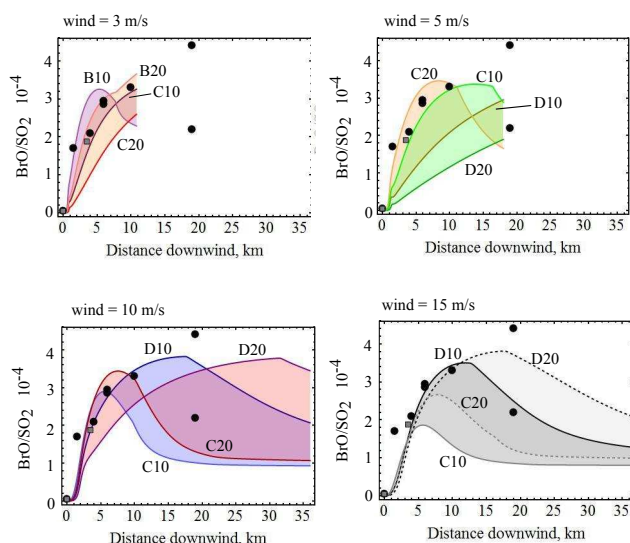 wind = 3 m/s
B10
B20
C10
C20
BrO/SO2 10-4
4
3
2
1
0
0 5 10 15 20 25 30 35
Distance downwind, km
wind = 5 m/s
C20
C10
D10
D20
BrO/SO2 10-4
4
3
2
1
0
0 5 10 15 20 25 30 35
Distance downwind, km
wind = 10 m/s
D10
D20
C20
C10
BrO/SO2 10-4
4
3
2
1
0
0 5 10 15 20 25 30 35
Distance downwind, km
wind = 15 m/s
D10
D20
C20
C10
BrO/SO2 10-4
4
3
2
1
0
0 5 10 15 20 25 30 35
Distance downwind, km